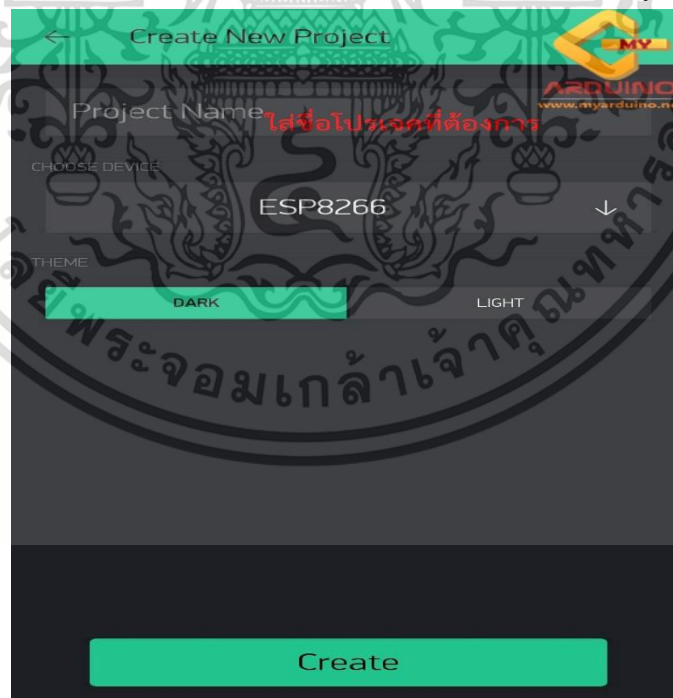 ← Create New Project
MY
ARDUINO
www.myarduino.ne
Project Name
ใส่ชื่อโปรเจคที่ต้องการ
CHOOSE DEVICE
ESP8266 ↓
THEME
DARK LIGHT
พระจอมเกล้าเจ้าคุณทหาร
Create